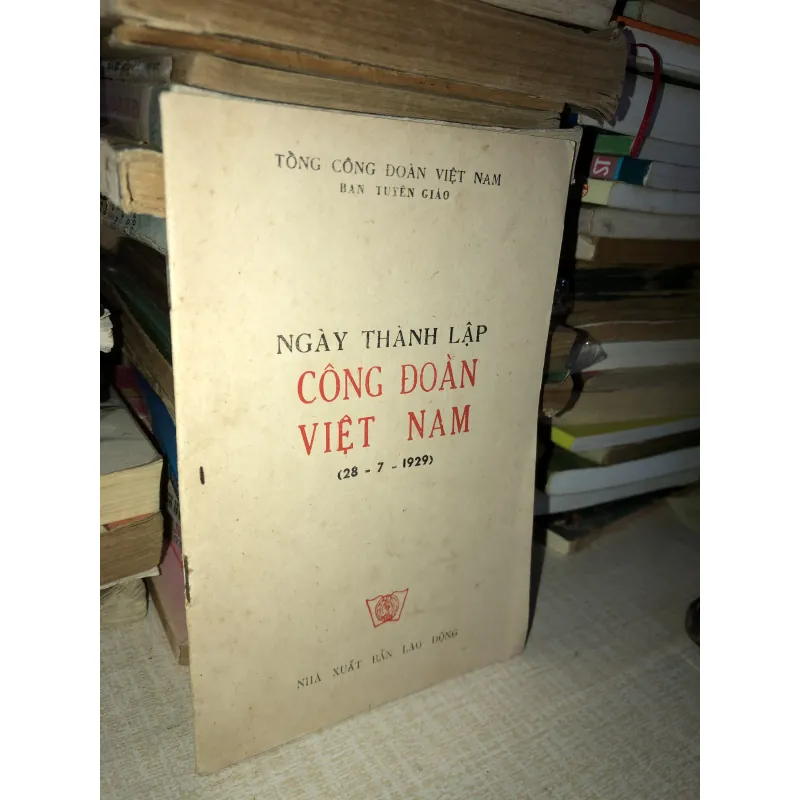 TỔNG CÔNG ĐOÀN VIỆT NAM
BAN TUYÊN GIÁO
NGÀY THÀNH LẬP
CÔNG ĐOÀN
VIỆT NAM
(28 - 7 - 1929)
NHÀ XUẤT BẢN LAO ĐỘNG
ST